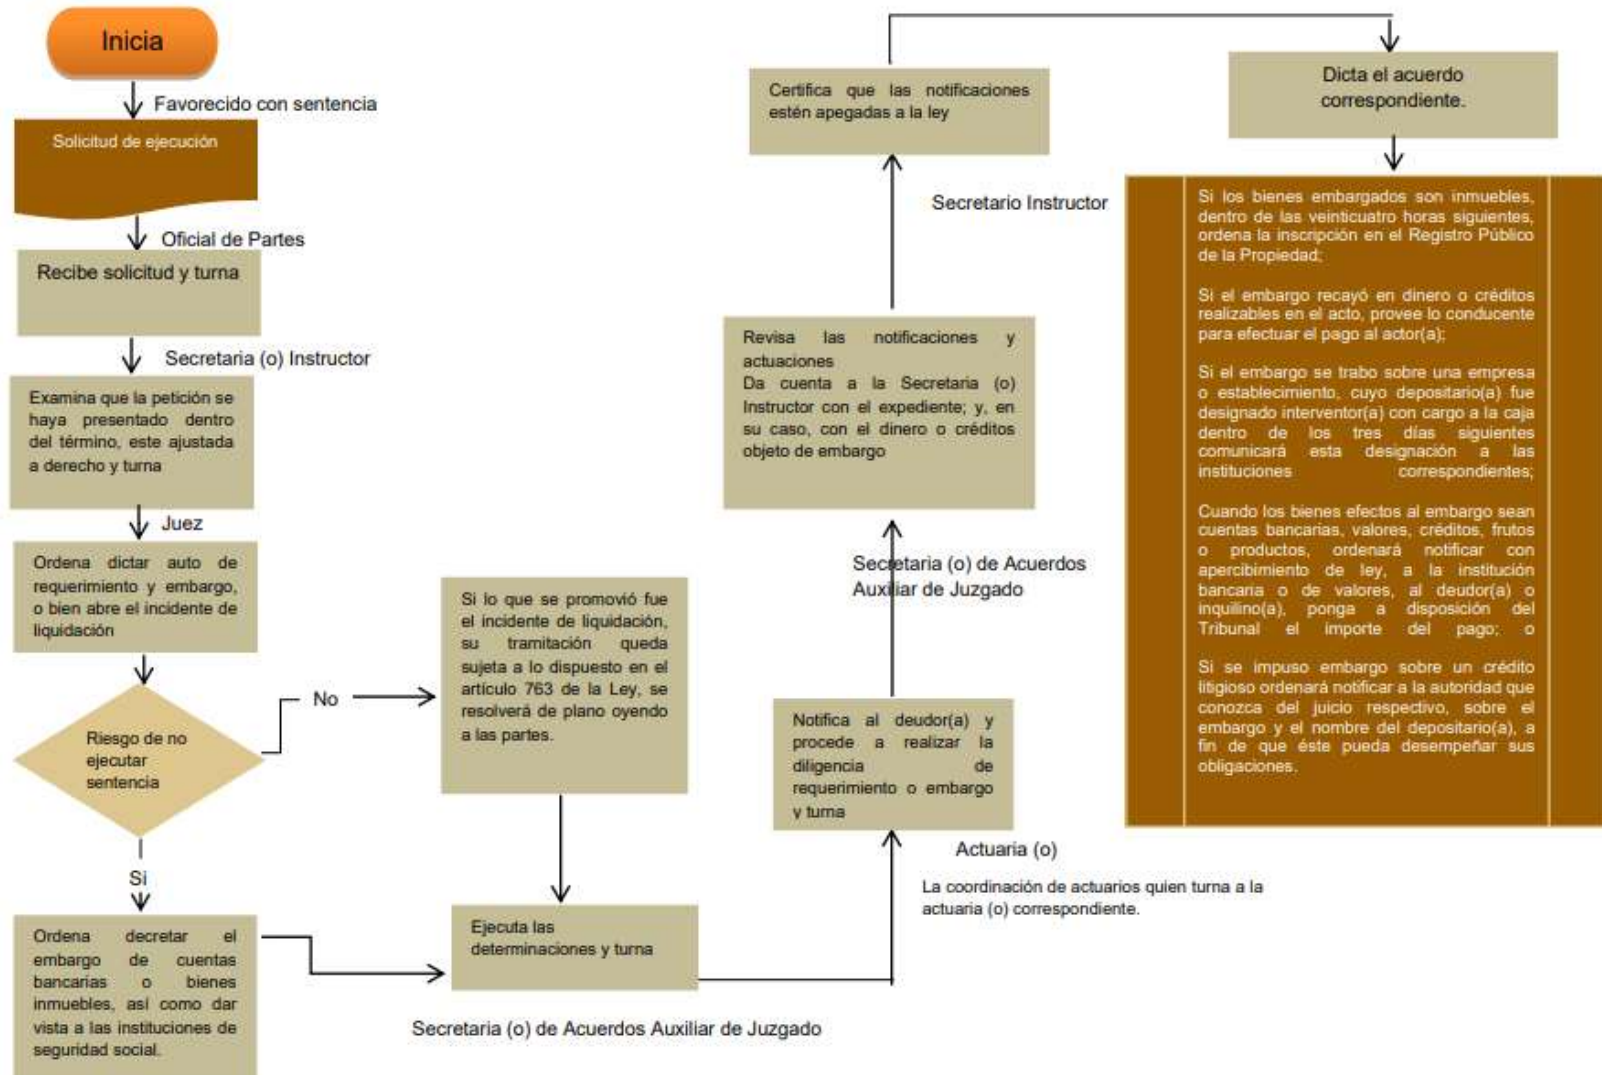 Inicia
Favorecido con sentencia
Solicitud de ejecución
Oficial de Partes
Recibe solicitud y turna
Secretaria (o) Instructor
Examina que la petición se
haya presentado dentro
del término, este ajustada
a derecho y turna
Juez
Ordena dictar auto de
requerimiento y embargo,
o bien abre el incidente de
liquidación
Riesgo de no
ejecutar
sentencia
No
Si
Ordena decretar el
embargo de cuentas
bancarias o bienes
inmuebles, así como dar
vista a las instituciones de
seguridad social.
Si lo que se promovió fue
el incidente de liquidación,
su tramitación queda
sujeta a lo dispuesto en el
artículo 763 de la Ley, se
resolverá de plano oyendo
a las partes.
Ejecuta las
determinaciones y turna
Secretaria (o) de Acuerdos Auxiliar de Juzgado
Actuaria (o)
La coordinación de actuarios quien turna a la
actuaria (o) correspondiente.
Notifica al deudor(a) y
procede a realizar la
diligencia de
requerimiento o embargo
y turna
Secretaria (o) de Acuerdos
Auxiliar de Juzgado
Revisa las notificaciones y
actuaciones
Da cuenta a la Secretaria (o)
Instructor con el expediente; y, en
su caso, con el dinero o créditos
objeto de embargo
Secretario Instructor
Certifica que las notificaciones
estén apegadas a la ley
Dicta el acuerdo
correspondiente.
Si los bienes embargados son inmuebles,
dentro de las veinticuatro horas siguientes,
ordena la inscripción en el Registro Público
de la Propiedad;
Si el embargo recayó en dinero o créditos
realizables en el acto, provee lo conducente
para efectuar el pago al actor(a);
Si el embargo se trabo sobre una empresa
o establecimiento, cuyo depositario(a) fue
designado interventor(a) con cargo a la caja
dentro de los tres días siguientes
comunicará esta designación a las
instituciones correspondientes;
Cuando los bienes efectos al embargo sean
cuentas bancarias, valores, créditos, frutos
o productos, ordenará notificar con
apercibimiento de ley, a la institución
bancaria o de valores, al deudor(a) o
inquilino(a), ponga a disposición del
Tribunal el importe del pago; o
Si se impuso embargo sobre un crédito
litigioso ordenará notificar a la autoridad que
conozca del juicio respectivo, sobre el
embargo y el nombre del depositario(a), a
fin de que éste pueda desempeñar sus
obligaciones.